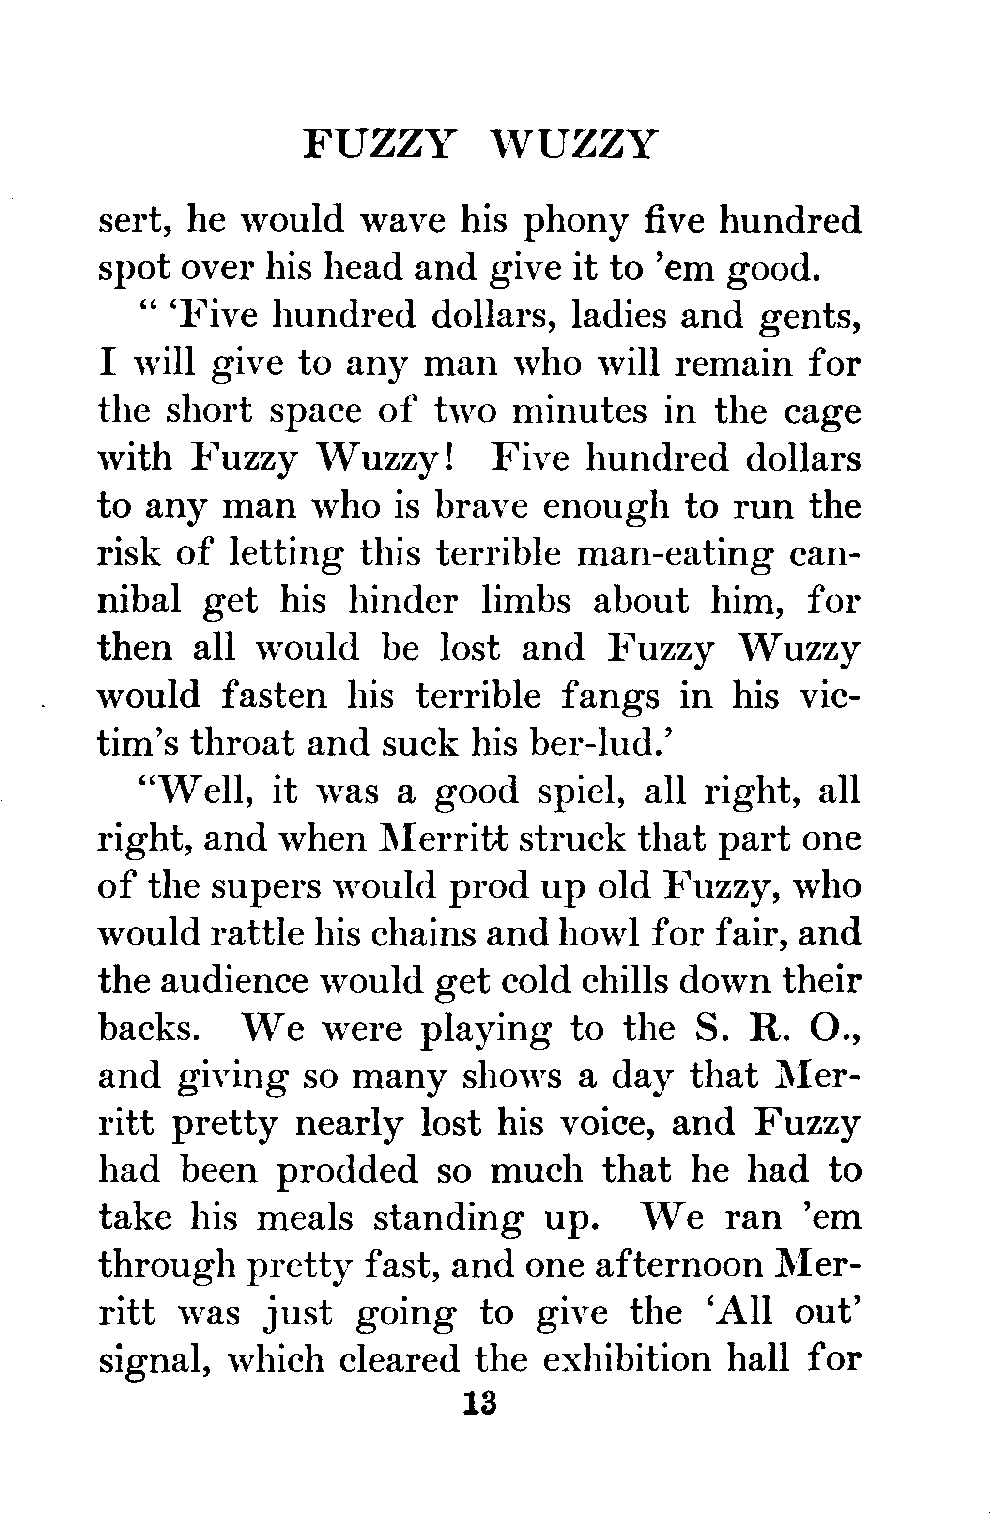 FUZZY WUZZY
sert, he would wave his phony five hundred
spot over his head and give it to ’em good.
“ ‘Five hundred dollars, ladies and gents,
I will give to any man who will remain for
the short space of two minutes in the cage
with Fuzzy Wuzzy! Five hundred dollars
to any man who is brave enough to run the
risk of letting this terrible man-eating can-
nibal get his hinder limbs about him, for
then all would be lost and Fuzzy Wuzzy
would fasten his terrible fangs in his vic-
tim’s throat and suck his ber-lud.’
“Well, it was a good spiel, all right, all
right, and when Merritt struck that part one
of the supers would prod up old Fuzzy, who
would rattle his chains and howl for fair, and
the audience would get cold chills down their
backs. We were playing to the S. R. O.,
and giving so many shows a day that Mer-
ritt pretty nearly lost his voice, and Fuzzy
had been prodded so much that he had to
take his meals standing up. We ran ’em
through pretty fast, and one afternoon Mer-
ritt was just going to give the ‘All out’
signal, which cleared the exhibition hall for
13